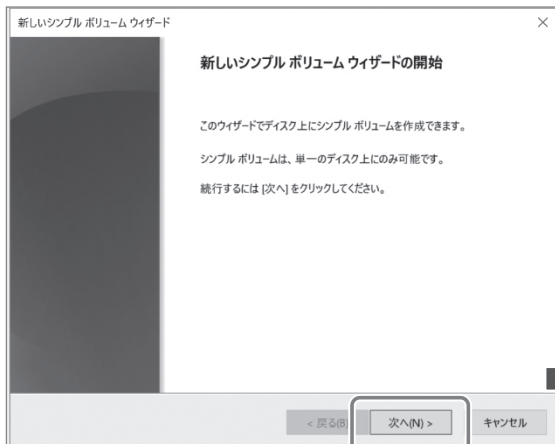 新しいシンプル ボリューム ウィザード
新しいシンプル ボリューム ウィザードの開始
このウィザードでディスク上にシンプル ボリュームを作成できます。
シンプル ボリュームは、単一のディスク上にのみ可能です。
続行するには [次へ] をクリックしてください。
< 戻る(B) 次へ(N) > キャンセル